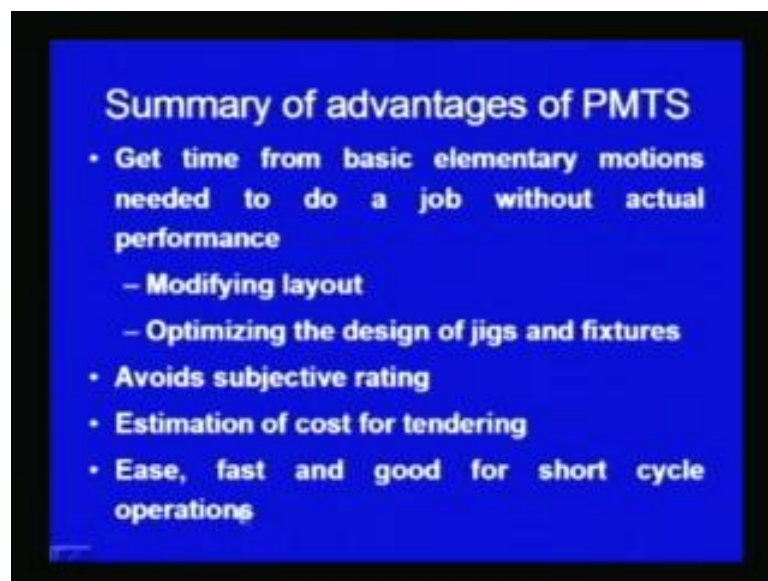 Summary of advantages of PMTS
• Get time from basic elementary motions
needed to do a job without actual
performance
– Modifying layout
– Optimizing the design of jigs and fixtures
• Avoids subjective rating
• Estimation of cost for tendering
• Ease, fast and good for short cycle
operations